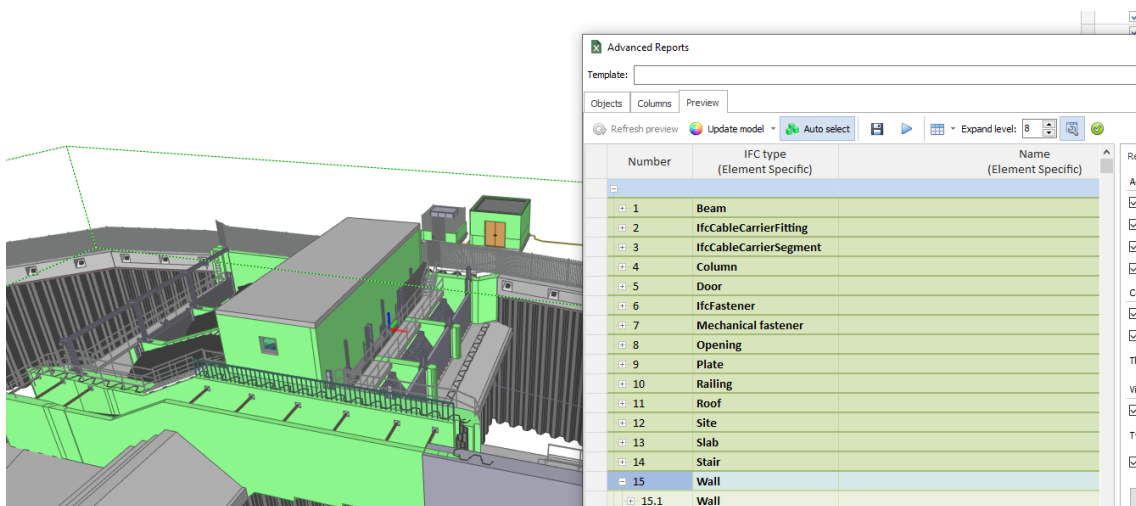 Advanced Reports
Template:
Objects Columns Preview
Refresh preview Update model Auto select Expand level: 8
Number IFC type (Element Specific) Name (Element Specific)
1 Beam
2 IfcCableCarrierFitting
3 IfcCableCarrierSegment
4 Column
5 Door
6 IfcFastener
7 Mechanical fastener
8 Opening
9 Plate
10 Railing
11 Roof
12 Site
13 Slab
14 Stair
15 Wall
15.1 Wall